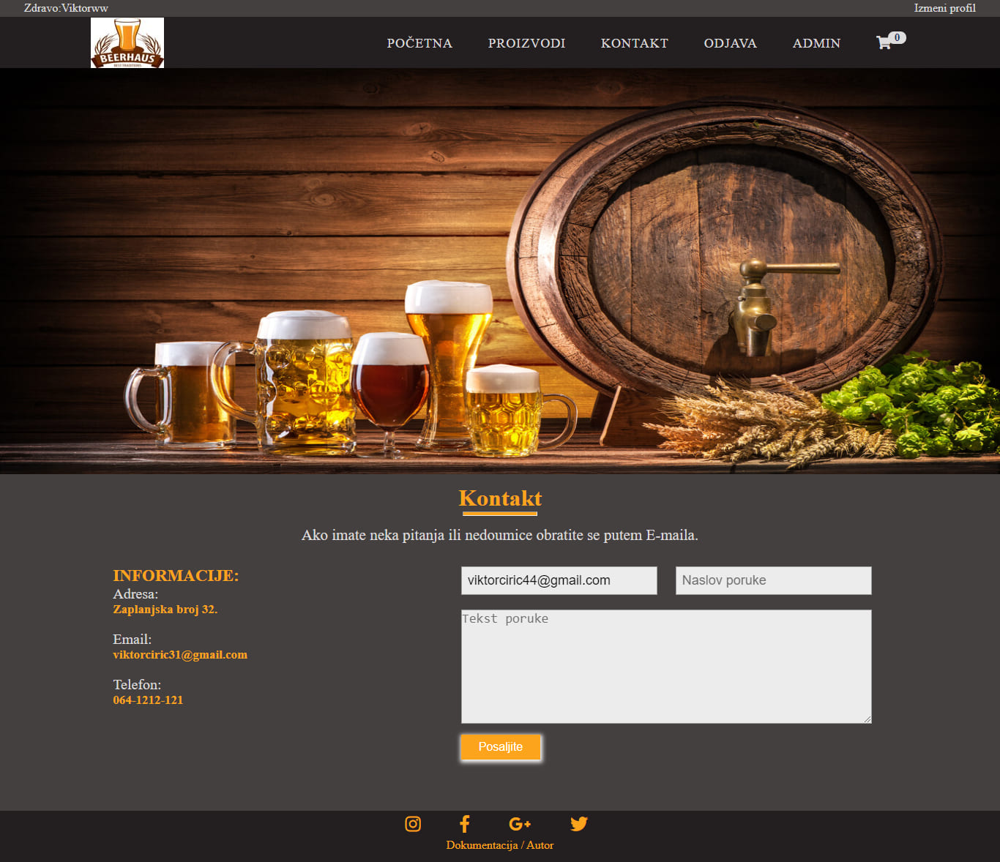 Zdravo:Viktorww
Izmeni profil
BEERHAUS
BEST TRADITIONS
POČETNA
PROIZVODI
KONTAKT
ODJAVA
ADMIN
0
Kontakt
Ako imate neka pitanja ili nedoumice obratite se putem E-maila.
INFORMACIJE:
Adresa:
Zaplanjska broj 32.
Email:
viktorciric31@gmail.com
Telefon:
064-1212-121
viktorciric44@gmail.com
Naslov poruke
Tekst poruke
Posaljite
Dokumentacija / Autor